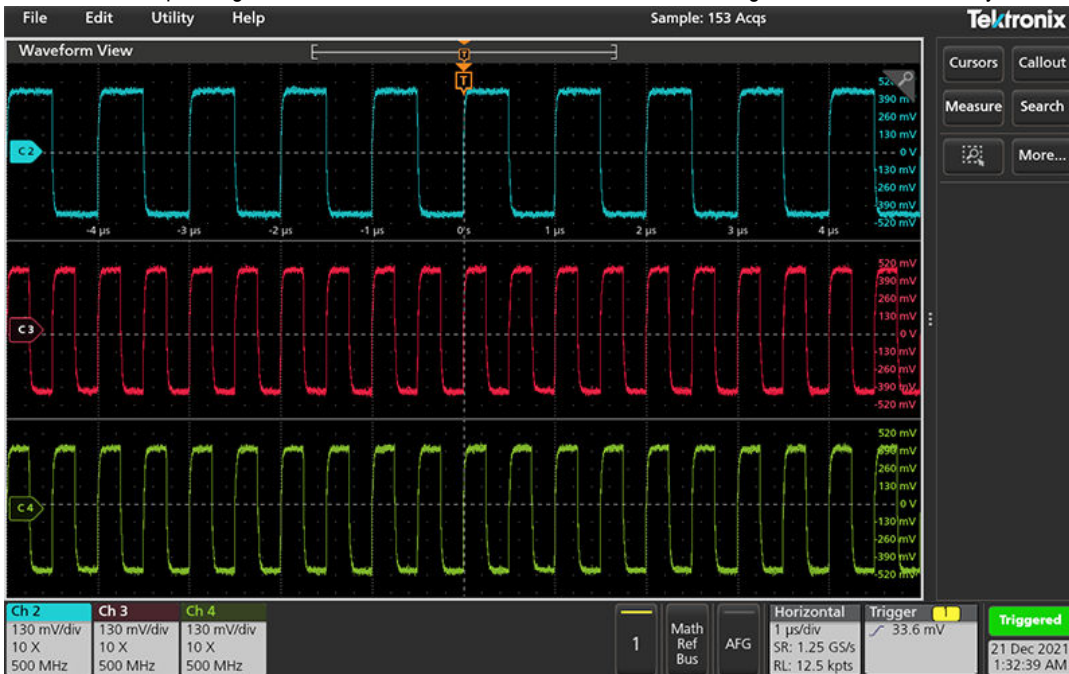 File Edit Utility Help Sample: 153 Acqs Tektronix
Waveform View
T
T
Cursors Callout
Measure Search
More...
C 2
390 m
260 mV
130 mV
0 V
-130 mV
-260 mV
-390 mV
-520 mV
-4 µs -3 µs -2 µs -1 µs 0 s 1 µs 2 µs 3 µs 4 µs
C 3
520 mV
390 mV
260 mV
130 mV
0 V
-130 mV
-260 mV
-390 mV
-520 mV
C 4
520 mV
390 mV
260 mV
130 mV
0 V
-130 mV
-260 mV
-390 mV
-520 mV
Ch 2
130 mV/div
10 X
500 MHz
Ch 3
130 mV/div
10 X
500 MHz
Ch 4
130 mV/div
10 X
500 MHz
1
Math
Ref
Bus
AFG
Horizontal
1 µs/div
SR: 1.25 GS/s
RL: 12.5 kpts
Trigger 1
33.6 mV
Triggered
21 Dec 2021
1:32:39 AM